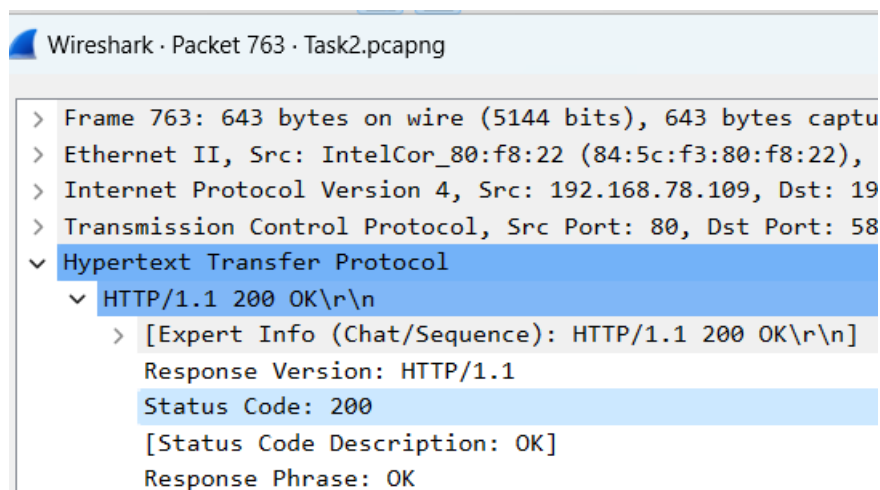 Wireshark · Packet 763 · Task2.pcapng
Frame 763: 643 bytes on wire (5144 bits), 643 bytes captu
Ethernet II, Src: IntelCor_80:f8:22 (84:5c:f3:80:f8:22),
Internet Protocol Version 4, Src: 192.168.78.109, Dst: 19
Transmission Control Protocol, Src Port: 80, Dst Port: 58
Hypertext Transfer Protocol
HTTP/1.1 200 OK\r\n
[Expert Info (Chat/Sequence): HTTP/1.1 200 OK\r\n]
Response Version: HTTP/1.1
Status Code: 200
[Status Code Description: OK]
Response Phrase: OK